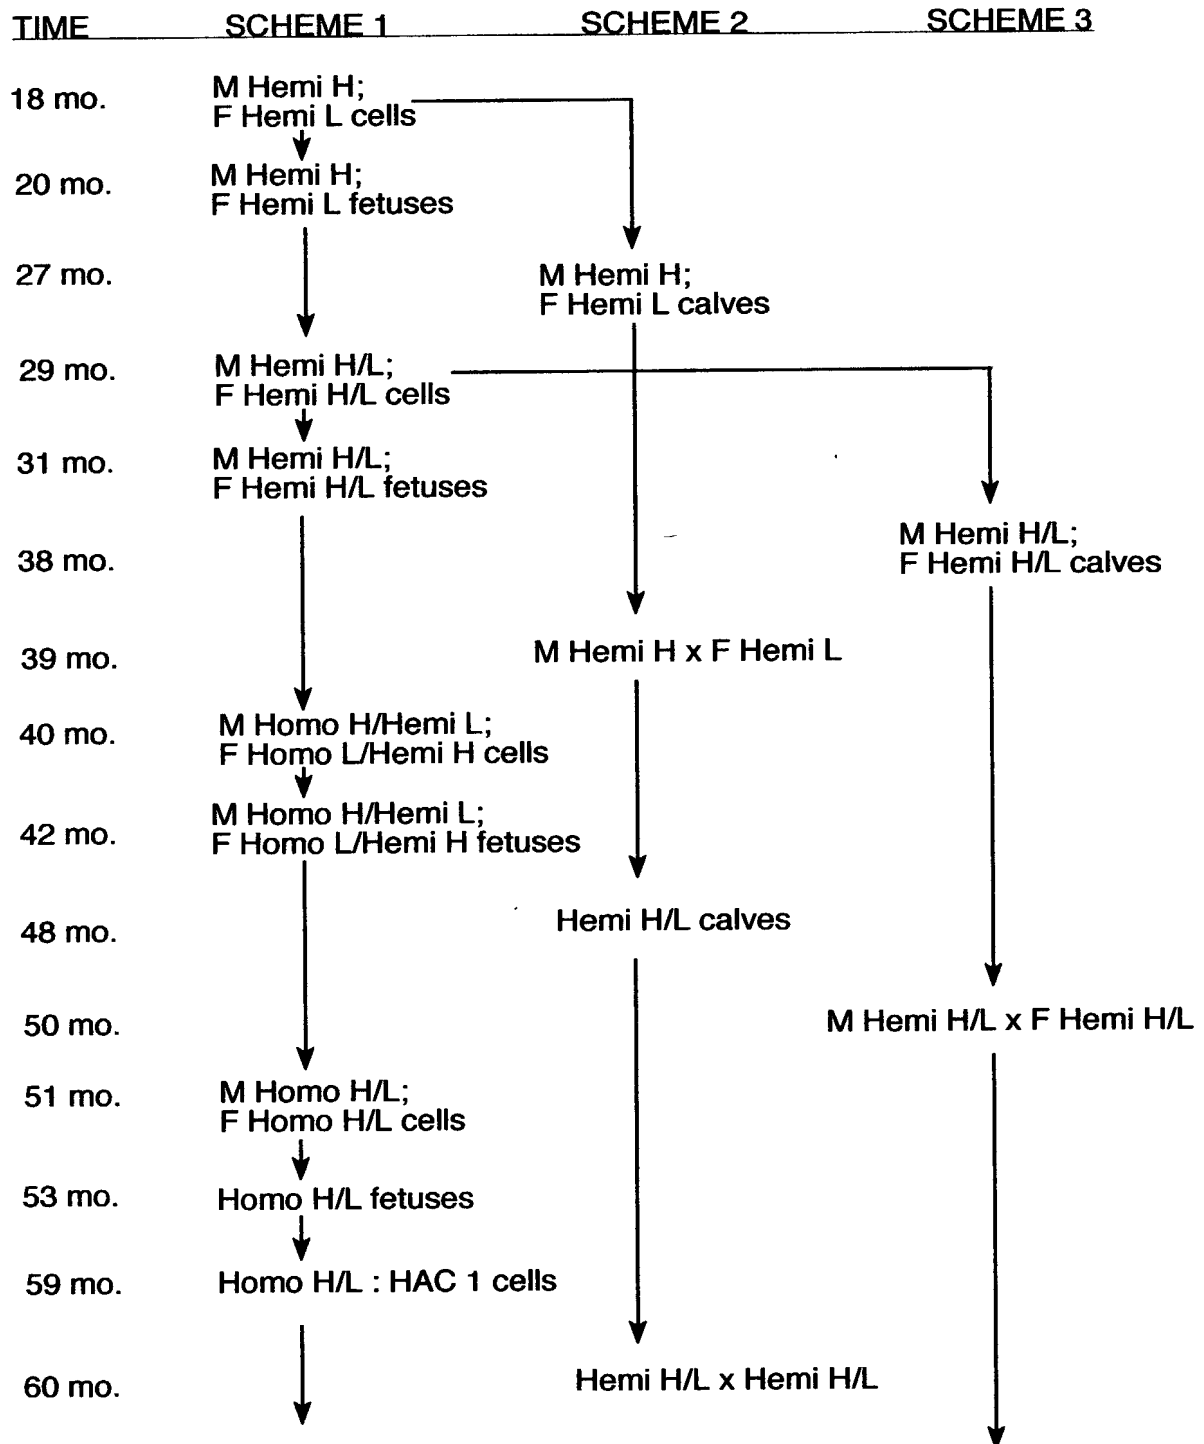 TIME SCHEME 1 SCHEME 2 SCHEME 3
18 mo.
M Hemi H;
F Hemi L cells
20 mo.
M Hemi H;
F Hemi L fetuses
27 mo.
M Hemi H;
F Hemi L calves
29 mo.
M Hemi H/L;
F Hemi H/L cells
31 mo.
M Hemi H/L;
F Hemi H/L fetuses
38 mo.
M Hemi H/L;
F Hemi H/L calves
39 mo.
M Hemi H x F Hemi L
40 mo.
M Homo H/Hemi L;
F Homo L/Hemi H cells
42 mo.
M Homo H/Hemi L;
F Homo L/Hemi H fetuses
48 mo.
Hemi H/L calves
50 mo.
M Hemi H/L x F Hemi H/L
51 mo.
M Homo H/L;
F Homo H/L cells
53 mo.
Homo H/L fetuses
59 mo.
Homo H/L : HAC 1 cells
60 mo.
Hemi H/L x Hemi H/L